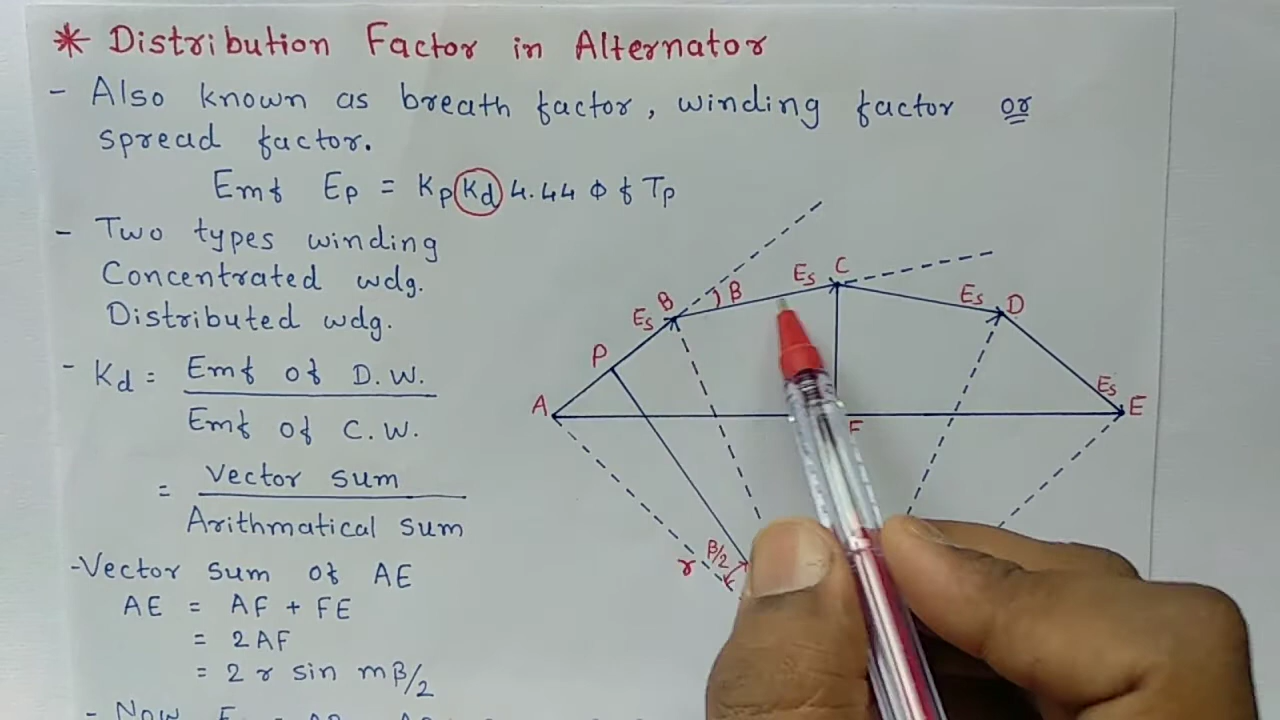 * Distribution Factor in Alternator
- Also known as breath factor, winding factor or
spread factor.
Emf Ep = Kp Kd 4.44 Φ f Tp
- Two types winding
Concentrated wdg.
Distributed wdg.
- Kd = Emf of D.W.
Emf of C.W.
= Vector sum
Arithmatical sum
- Vector sum of AE
AE = AF + FE
= 2AF
= 2 r sin mβ/2
- Now
A
P
Es
B
β
Es
C
Es
D
Es
E
F
β/2
r